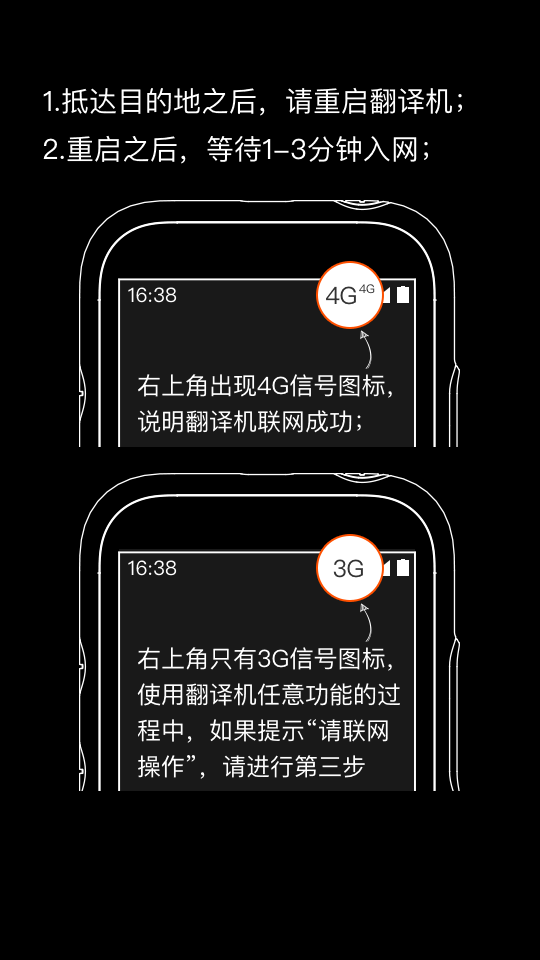 1.抵达目的地之后，请重启翻译机；
2.重启之后，等待1-3分钟入网；
16:38 4G 4G
右上角出现4G信号图标，
说明翻译机联网成功；
16:38 3G
右上角只有3G信号图标，
使用翻译机任意功能的过
程中，如果提示“请联网
操作”，请进行第三步